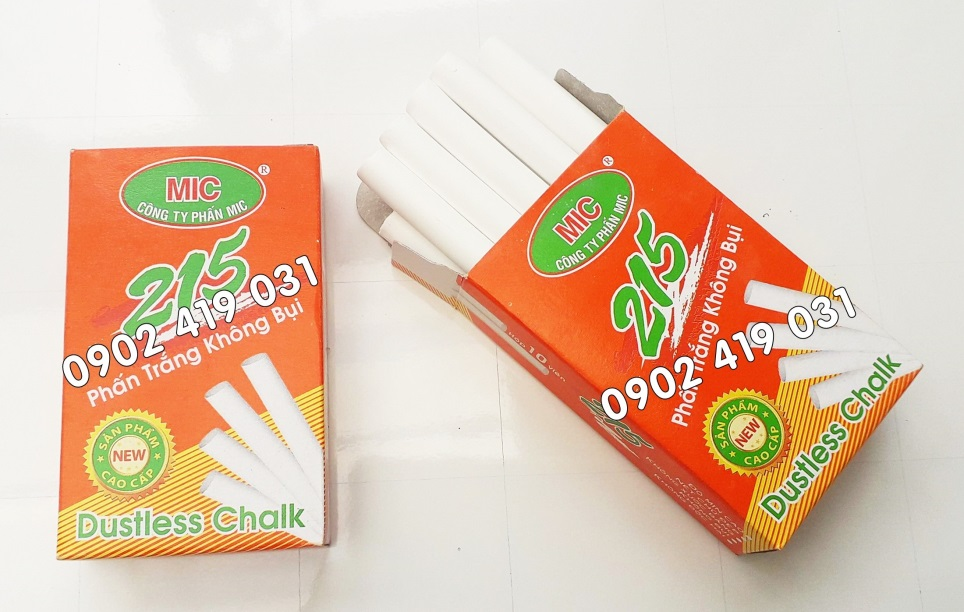 MIC
®
CÔNG TY PHẤN MIC
215
0902 419 031
Phấn Trắng Không Bụi
SẢN PHẨM
NEW
CAO CẤP
Dustless Chalk
MIC
®
CÔNG TY PHẤN MIC
215
Phấn Trắng Không Bụi
0902 419 031
10 VIÊN
215
SẢN PHẨM
NEW
CAO CẤP
Dustless Chalk